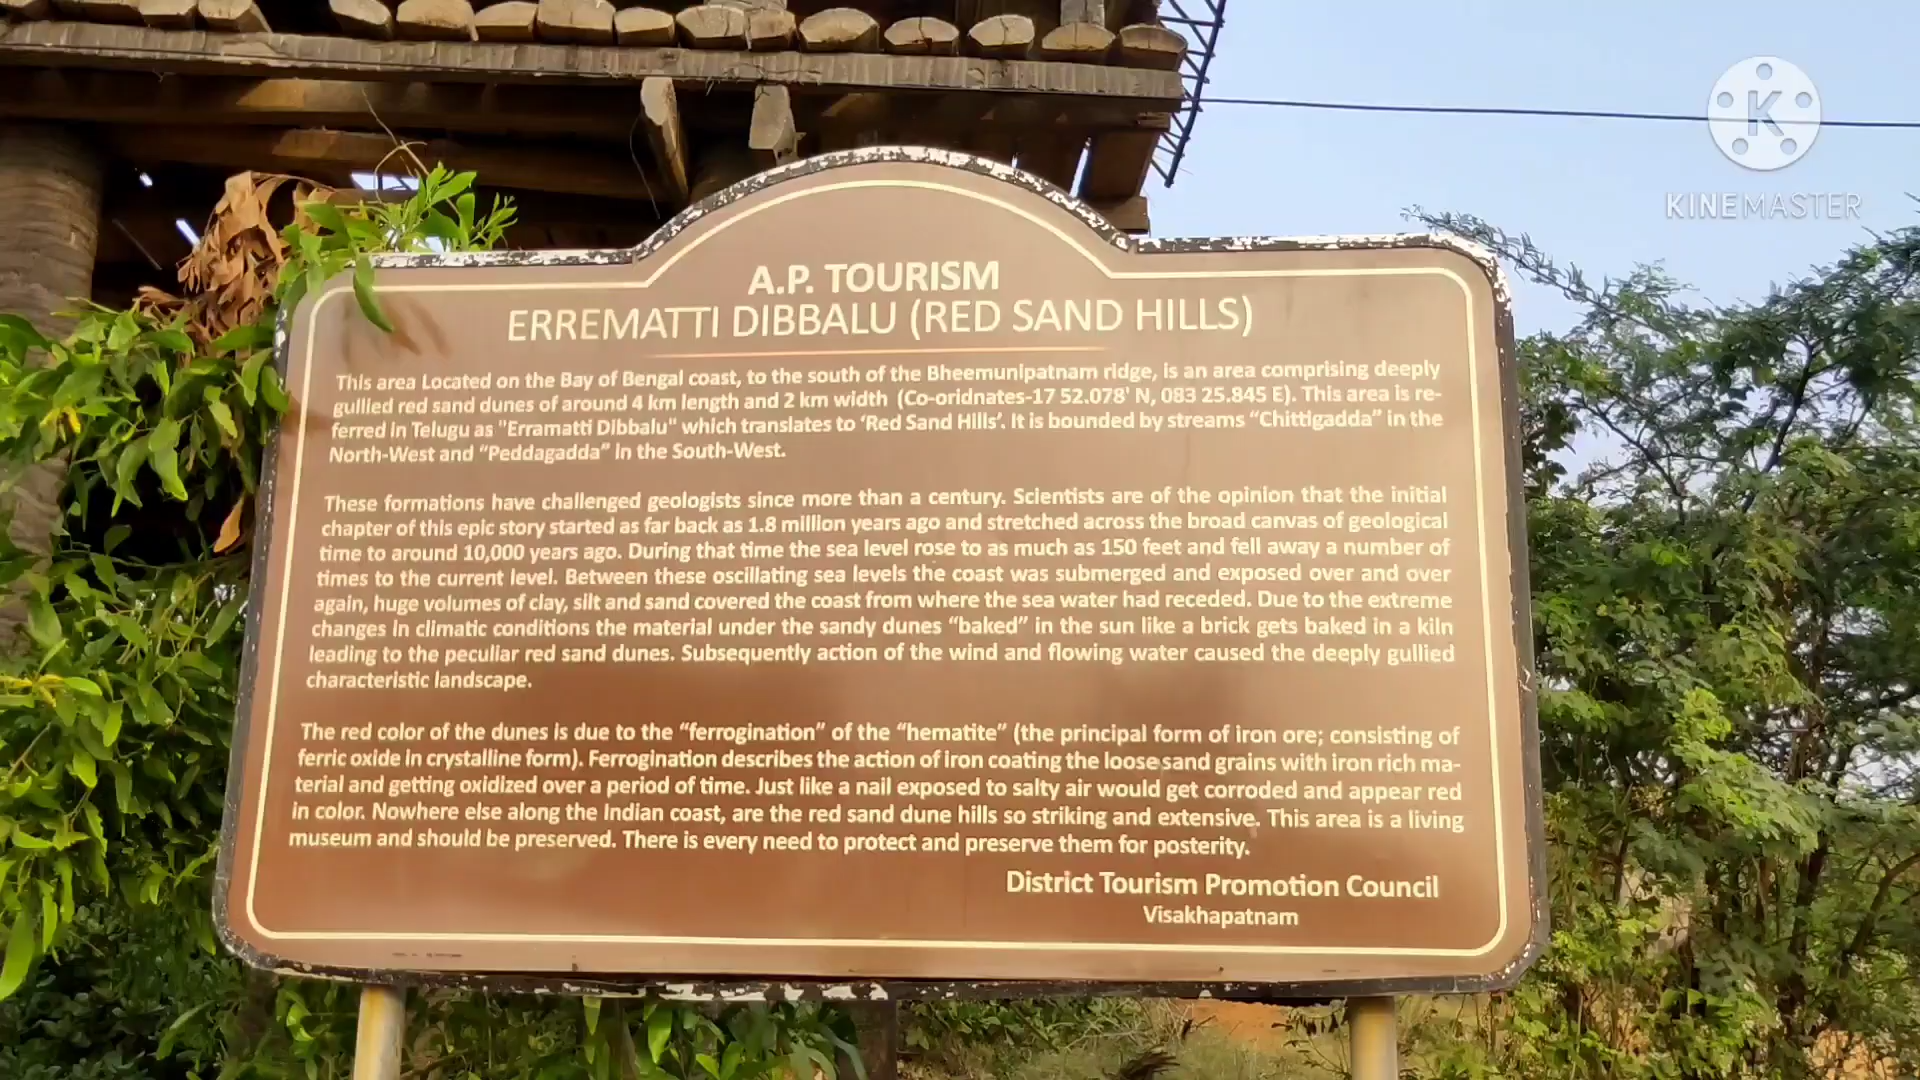 A.P. TOURISM
ERREMATTI DIBBALU (RED SAND HILLS)
This area Located on the Bay of Bengal coast, to the south of the Bheemunipatnam ridge, is an area comprising deeply
gullied red sand dunes of around 4 km length and 2 km width (Co-oridnates-17 52.078' N, 083 25.845 E). This area is re-
ferred in Telugu as "Erramatti Dibbalu" which translates to ‘Red Sand Hills’. It is bounded by streams “Chittigadda” in the
North-West and “Peddagadda” in the South-West.
These formations have challenged geologists since more than a century. Scientists are of the opinion that the initial
chapter of this epic story started as far back as 1.8 million years ago and stretched across the broad canvas of geological
time to around 10,000 years ago. During that time the sea level rose to as much as 150 feet and fell away a number of
times to the current level. Between these oscillating sea levels the coast was submerged and exposed over and over
again, huge volumes of clay, silt and sand covered the coast from where the sea water had receded. Due to the extreme
changes in climatic conditions the material under the sandy dunes “baked” in the sun like a brick gets baked in a kiln
leading to the peculiar red sand dunes. Subsequently action of the wind and flowing water caused the deeply gullied
characteristic landscape.
The red color of the dunes is due to the “ferrogination” of the “hematite” (the principal form of iron ore; consisting of
ferric oxide in crystalline form). Ferrogination describes the action of iron coating the loose sand grains with iron rich ma-
terial and getting oxidized over a period of time. Just like a nail exposed to salty air would get corroded and appear red
in color. Nowhere else along the Indian coast, are the red sand dune hills so striking and extensive. This area is a living
museum and should be preserved. There is every need to protect and preserve them for posterity.
District Tourism Promotion Council
Visakhapatnam
K
KINEMASTER